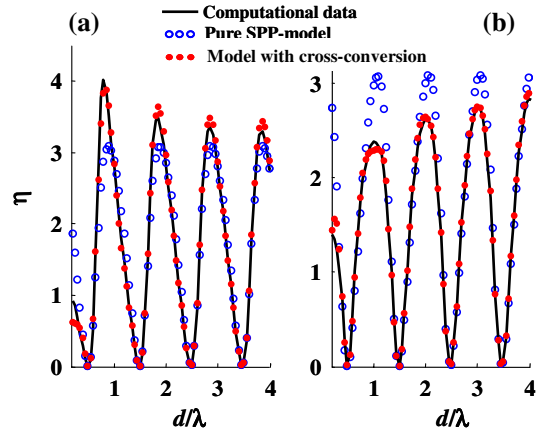 Computational data
Pure SPP-model
Model with cross-conversion
(a)
(b)
η
4
3
2
1
0
1 2 3 4
d/λ
3
2
1
0
1 2 3 4
d/λ